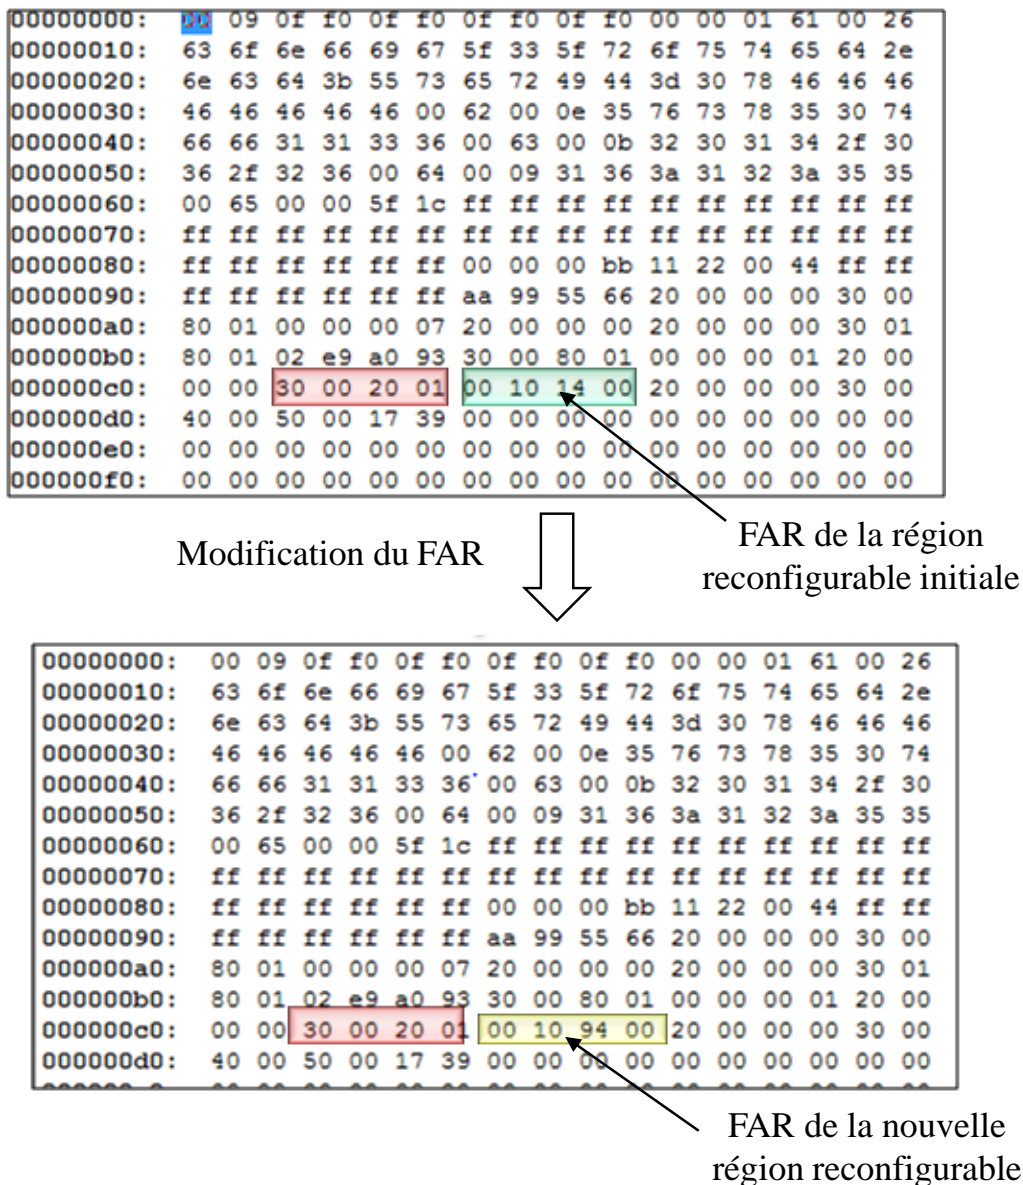 00000000: 00 09 0f f0 0f f0 0f f0 0f f0 00 00 01 61 00 26
00000010: 63 6f 6e 66 69 67 5f 33 5f 72 6f 75 74 65 64 2e
00000020: 6e 63 64 3b 55 73 65 72 49 44 3d 30 78 46 46 46
00000030: 46 46 46 46 46 00 62 00 0e 35 76 73 78 35 30 74
00000040: 66 66 31 31 33 36 00 63 00 0b 32 30 31 34 2f 30
00000050: 36 2f 32 36 00 64 00 09 31 36 3a 31 32 3a 35 35
00000060: 00 65 00 00 5f 1c ff ff ff ff ff ff ff ff ff ff
00000070: ff ff ff ff ff ff ff ff ff ff ff ff ff ff ff ff
00000080: ff ff ff ff ff ff 00 00 00 bb 11 22 00 44 ff ff
00000090: ff ff ff ff ff ff aa 99 55 66 20 00 00 00 30 00
000000a0: 80 01 00 00 00 07 20 00 00 00 20 00 00 00 30 01
000000b0: 80 01 02 e9 a0 93 30 00 80 01 00 00 00 01 20 00
000000c0: 00 00 30 00 20 01 00 10 14 00 20 00 00 00 30 00
000000d0: 40 00 50 00 17 39 00 00 00 00 00 00 00 00 00 00
000000e0: 00 00 00 00 00 00 00 00 00 00 00 00 00 00 00 00
000000f0: 00 00 00 00 00 00 00 00 00 00 00 00 00 00 00 00
FAR de la région
reconfigurable initiale
Modification du FAR
00000000: 00 09 0f f0 0f f0 0f f0 0f f0 00 00 01 61 00 26
00000010: 63 6f 6e 66 69 67 5f 33 5f 72 6f 75 74 65 64 2e
00000020: 6e 63 64 3b 55 73 65 72 49 44 3d 30 78 46 46 46
00000030: 46 46 46 46 46 00 62 00 0e 35 76 73 78 35 30 74
00000040: 66 66 31 31 33 36 00 63 00 0b 32 30 31 34 2f 30
00000050: 36 2f 32 36 00 64 00 09 31 36 3a 31 32 3a 35 35
00000060: 00 65 00 00 5f 1c ff ff ff ff ff ff ff ff ff ff
00000070: ff ff ff ff ff ff ff ff ff ff ff ff ff ff ff ff
00000080: ff ff ff ff ff ff 00 00 00 bb 11 22 00 44 ff ff
00000090: ff ff ff ff ff ff aa 99 55 66 20 00 00 00 30 00
000000a0: 80 01 00 00 00 07 20 00 00 00 20 00 00 00 30 01
000000b0: 80 01 02 e9 a0 93 30 00 80 01 00 00 00 01 20 00
000000c0: 00 00 30 00 20 01 00 10 94 00 20 00 00 00 30 00
000000d0: 40 00 50 00 17 39 00 00 00 00 00 00 00 00 00 00
FAR de la nouvelle
région reconfigurable